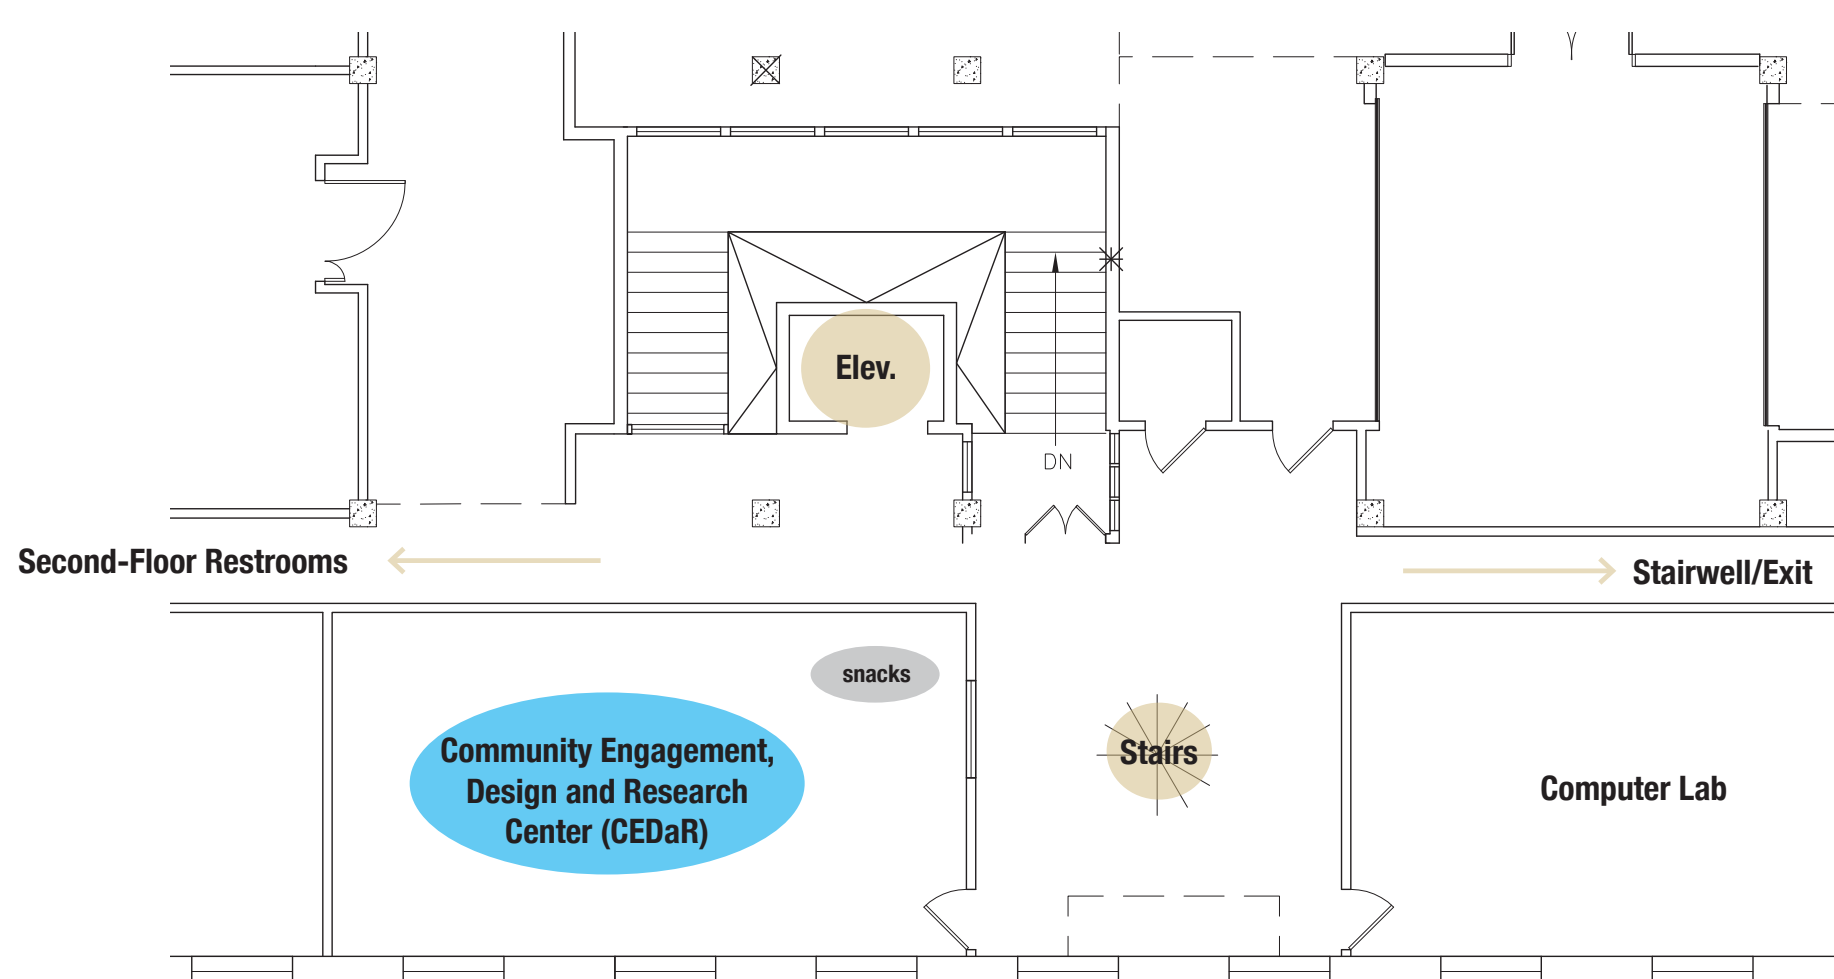 Elev.
DN
Second-Floor Restrooms
Stairwell/Exit
snacks
Community Engagement,
Design and Research
Center (CEDaR)
Stairs
Computer Lab